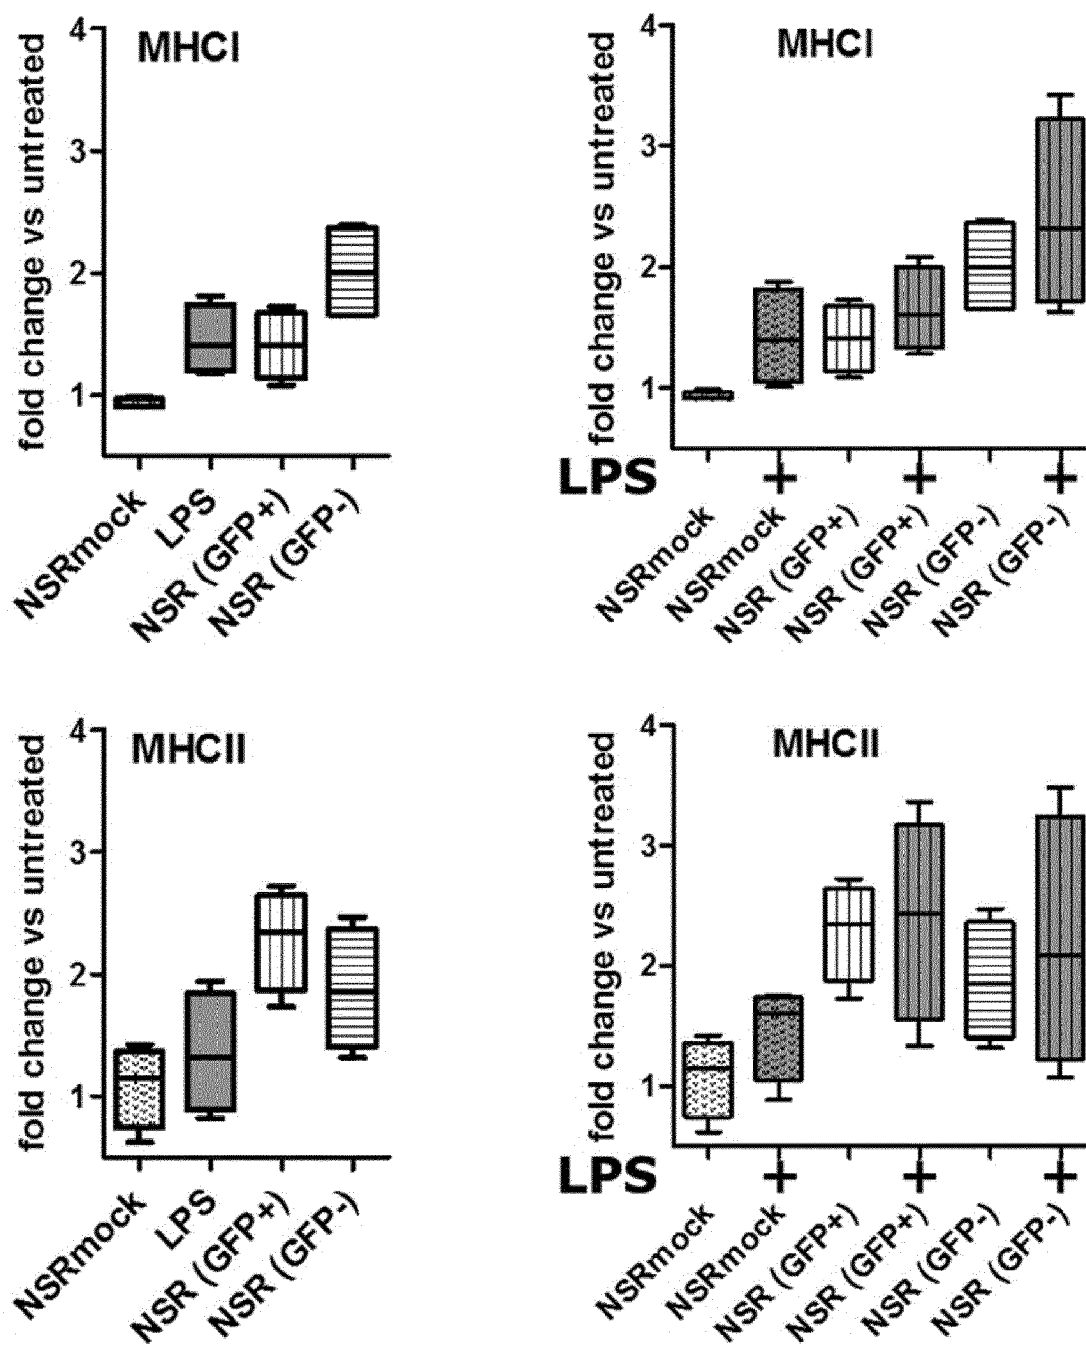 MHCI
fold change vs untreated
4
3
2
1
NSRmock
LPS
NSR (GFP+)
NSR (GFP-)
MHCI
fold change vs untreated
4
3
2
1
LPS + + +
NSRmock
NSRmock
NSR (GFP+)
NSR (GFP+)
NSR (GFP-)
NSR (GFP-)
MHCII
fold change vs untreated
4
3
2
1
NSRmock
LPS
NSR (GFP+)
NSR (GFP-)
MHCII
fold change vs untreated
4
3
2
1
LPS + + +
NSRmock
NSRmock
NSR (GFP+)
NSR (GFP+)
NSR (GFP-)
NSR (GFP-)